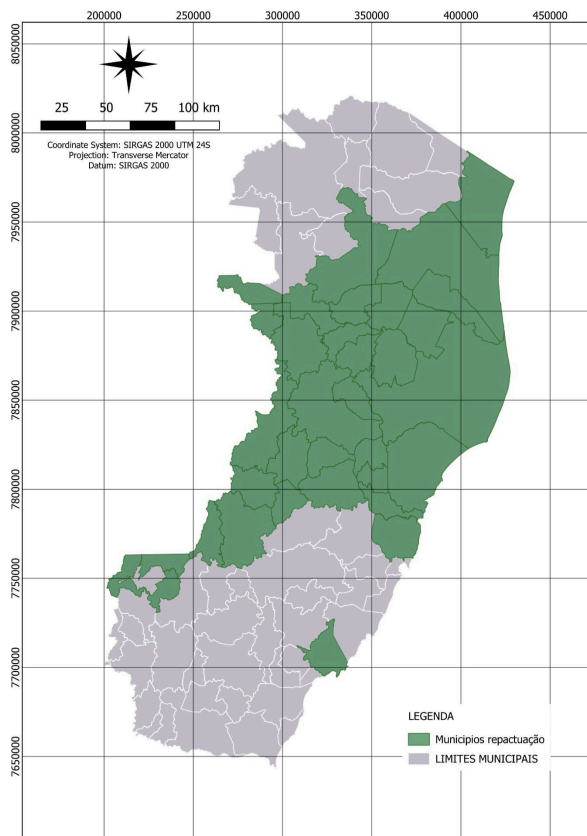 200000 250000 300000 350000 400000 450000
8050000
25 50 75 100 km
8000000
Coordinate System: SIRGAS 2000 UTM 24S
Projection: Transverse Mercator
Datum: SIRGAS 2000
7950000
7900000
7850000
7800000
7750000
7700000
7650000
LEGENDA
Municipios repactuação
LIMITES MUNICIPAIS